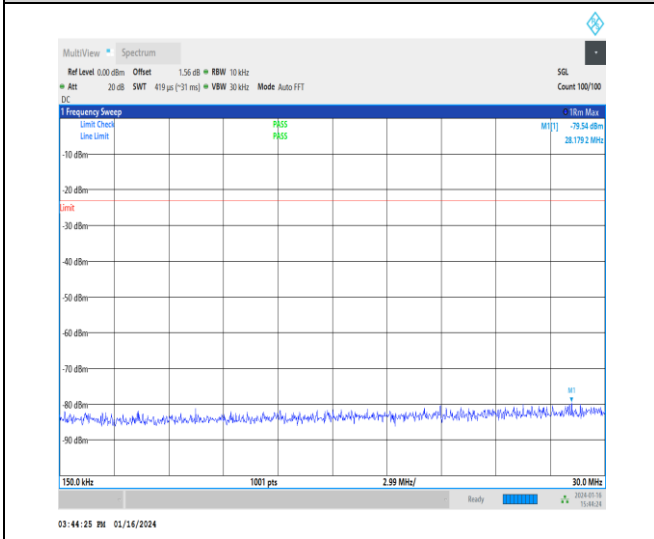 MultiView Spectrum
Ref Level 0.00 dBm Offset 1.56 dB RBW 10 kHz SGL
Att 20 dB SWT 419 µs (~31 ms) VBW 30 kHz Mode Auto FFT Count 100/100
DC
1 Frequency Sweep 1Rm Max
Limit Check PASS M1[1] -79.54 dBm
Line Limit PASS 28.179 2 MHz
-10 dBm
-20 dBm
Limit
-30 dBm
-40 dBm
-50 dBm
-60 dBm
-70 dBm
M1
-80 dBm
-90 dBm
150.0 kHz 1001 pts 2.99 MHz/ 30.0 MHz
Ready 2024-01-16
15:44:24
03:44:25 PM 01/16/2024